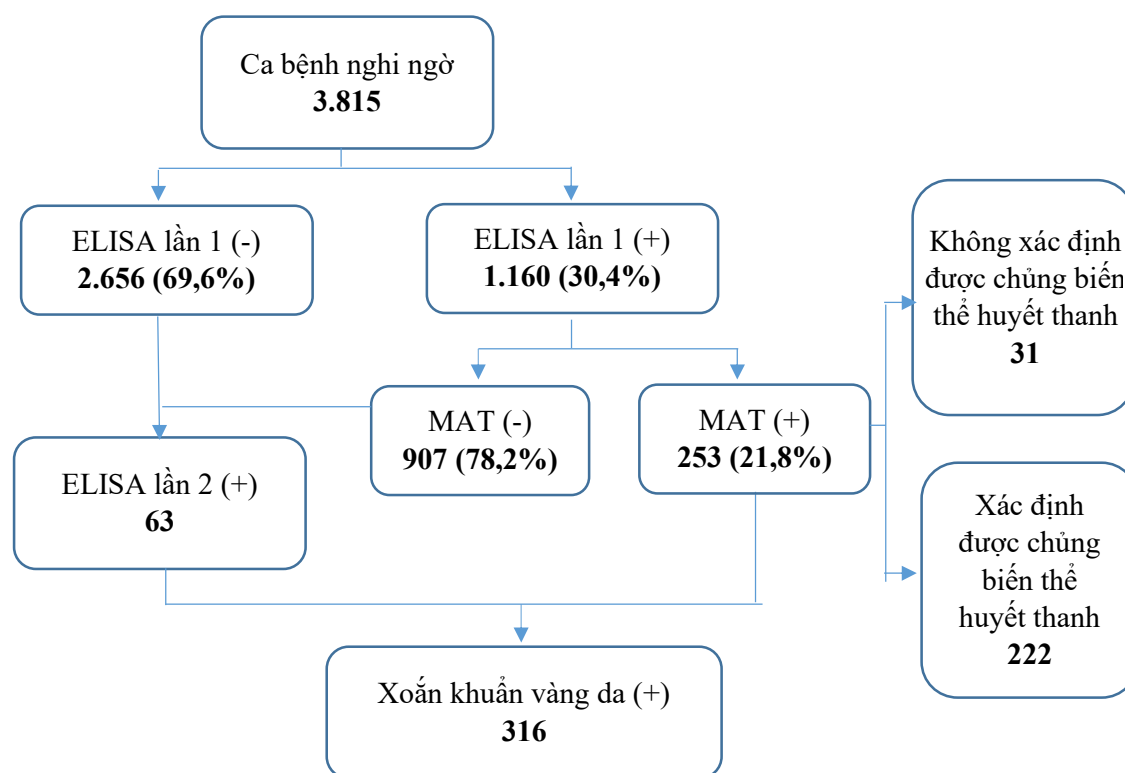 Ca bệnh nghi ngờ
3.815
ELISA lần 1 (-)
2.656 (69,6%)
ELISA lần 1 (+)
1.160 (30,4%)
Không xác định
được chủng biến
thể huyết thanh
31
MAT (-)
907 (78,2%)
MAT (+)
253 (21,8%)
ELISA lần 2 (+)
63
Xác định
được chủng
biến thể
huyết thanh
222
Xoắn khuẩn vàng da (+)
316